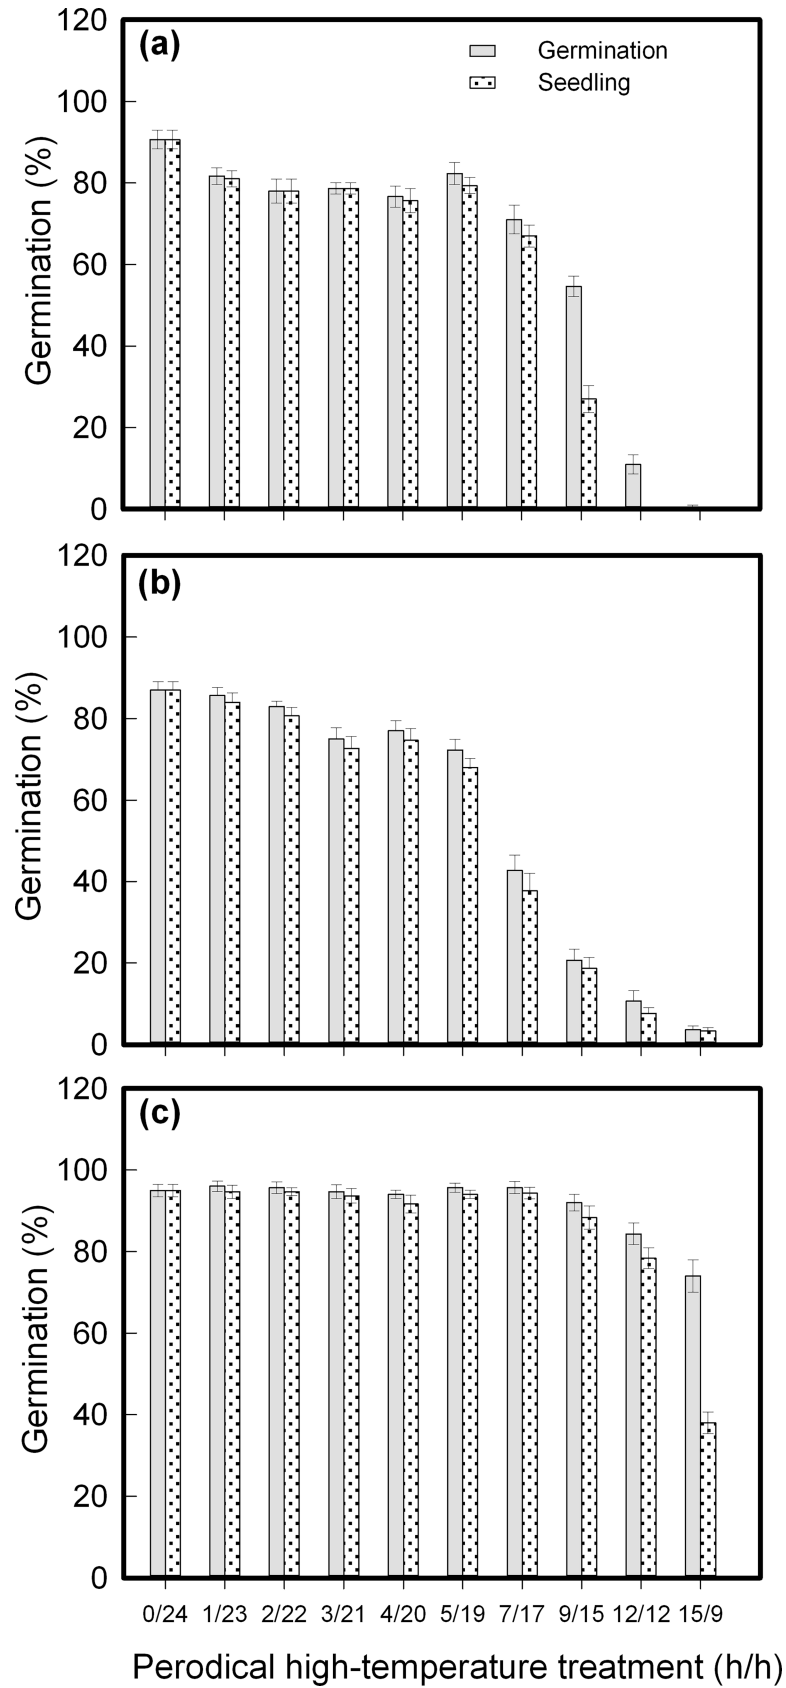 120
(a)
Germination
Seedling
100
80
60
40
20
0
Germination (%)
120
(b)
100
80
60
40
20
0
Germination (%)
120
(c)
100
80
60
40
20
0
Germination (%)
0/24 1/23 2/22 3/21 4/20 5/19 7/17 9/15 12/12 15/9
Perodical high-temperature treatment (h/h)